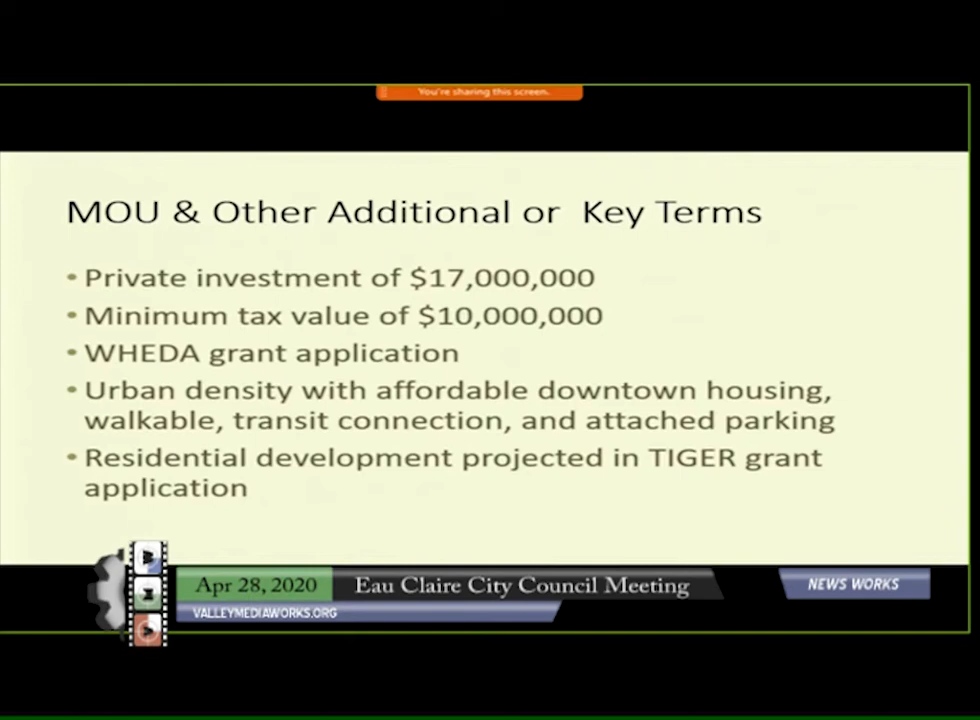 You're sharing this screen.
MOU & Other Additional or Key Terms
• Private investment of $17,000,000
• Minimum tax value of $10,000,000
• WHEDA grant application
• Urban density with affordable downtown housing,
walkable, transit connection, and attached parking
• Residential development projected in TIGER grant
application
Apr 28, 2020
Eau Claire City Council Meeting
NEWS WORKS
VALLEYMEDIAWORKS.ORG